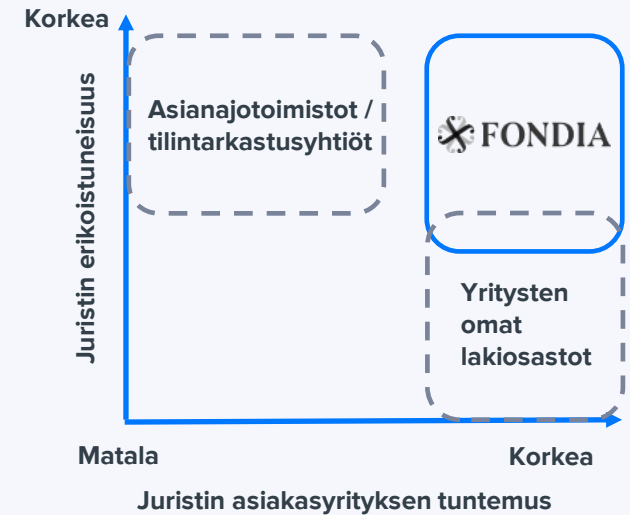 Korkea
Juristin erikoistuneisuus
Asianajotoimistot /
tilintarkastusyhtiöt
FONDIA
Yritysten
omat
lakiosastot
Matala
Korkea
Juristin asiakasyrityksen tuntemus